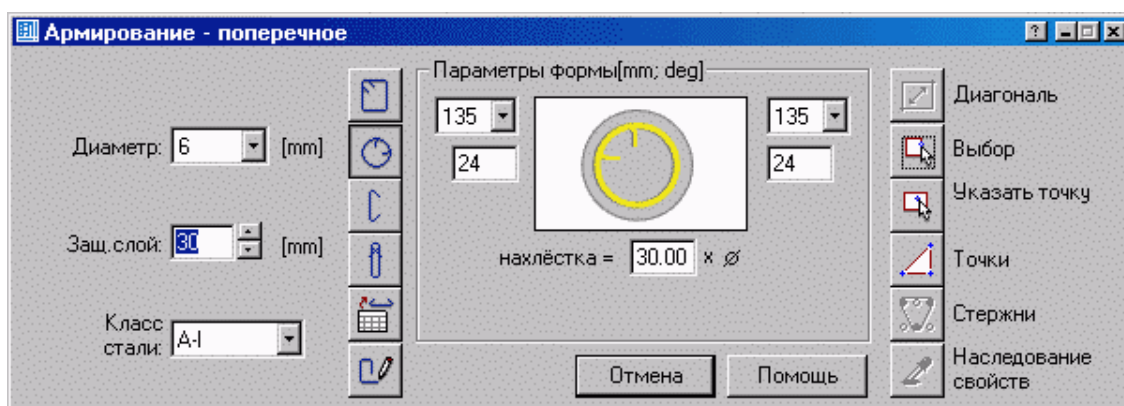 Армирование - поперечное
Параметры формы[mm; deg]
135
135
Диагональ
Диаметр: 6 [mm]
24
24
Выбор
Указать точку
Защ.слой: 30 [mm]
нахлёстка = 30.00 x ø
Точки
Класс
стали: A-I
Стержни
Отмена
Помощь
Наследование
свойств